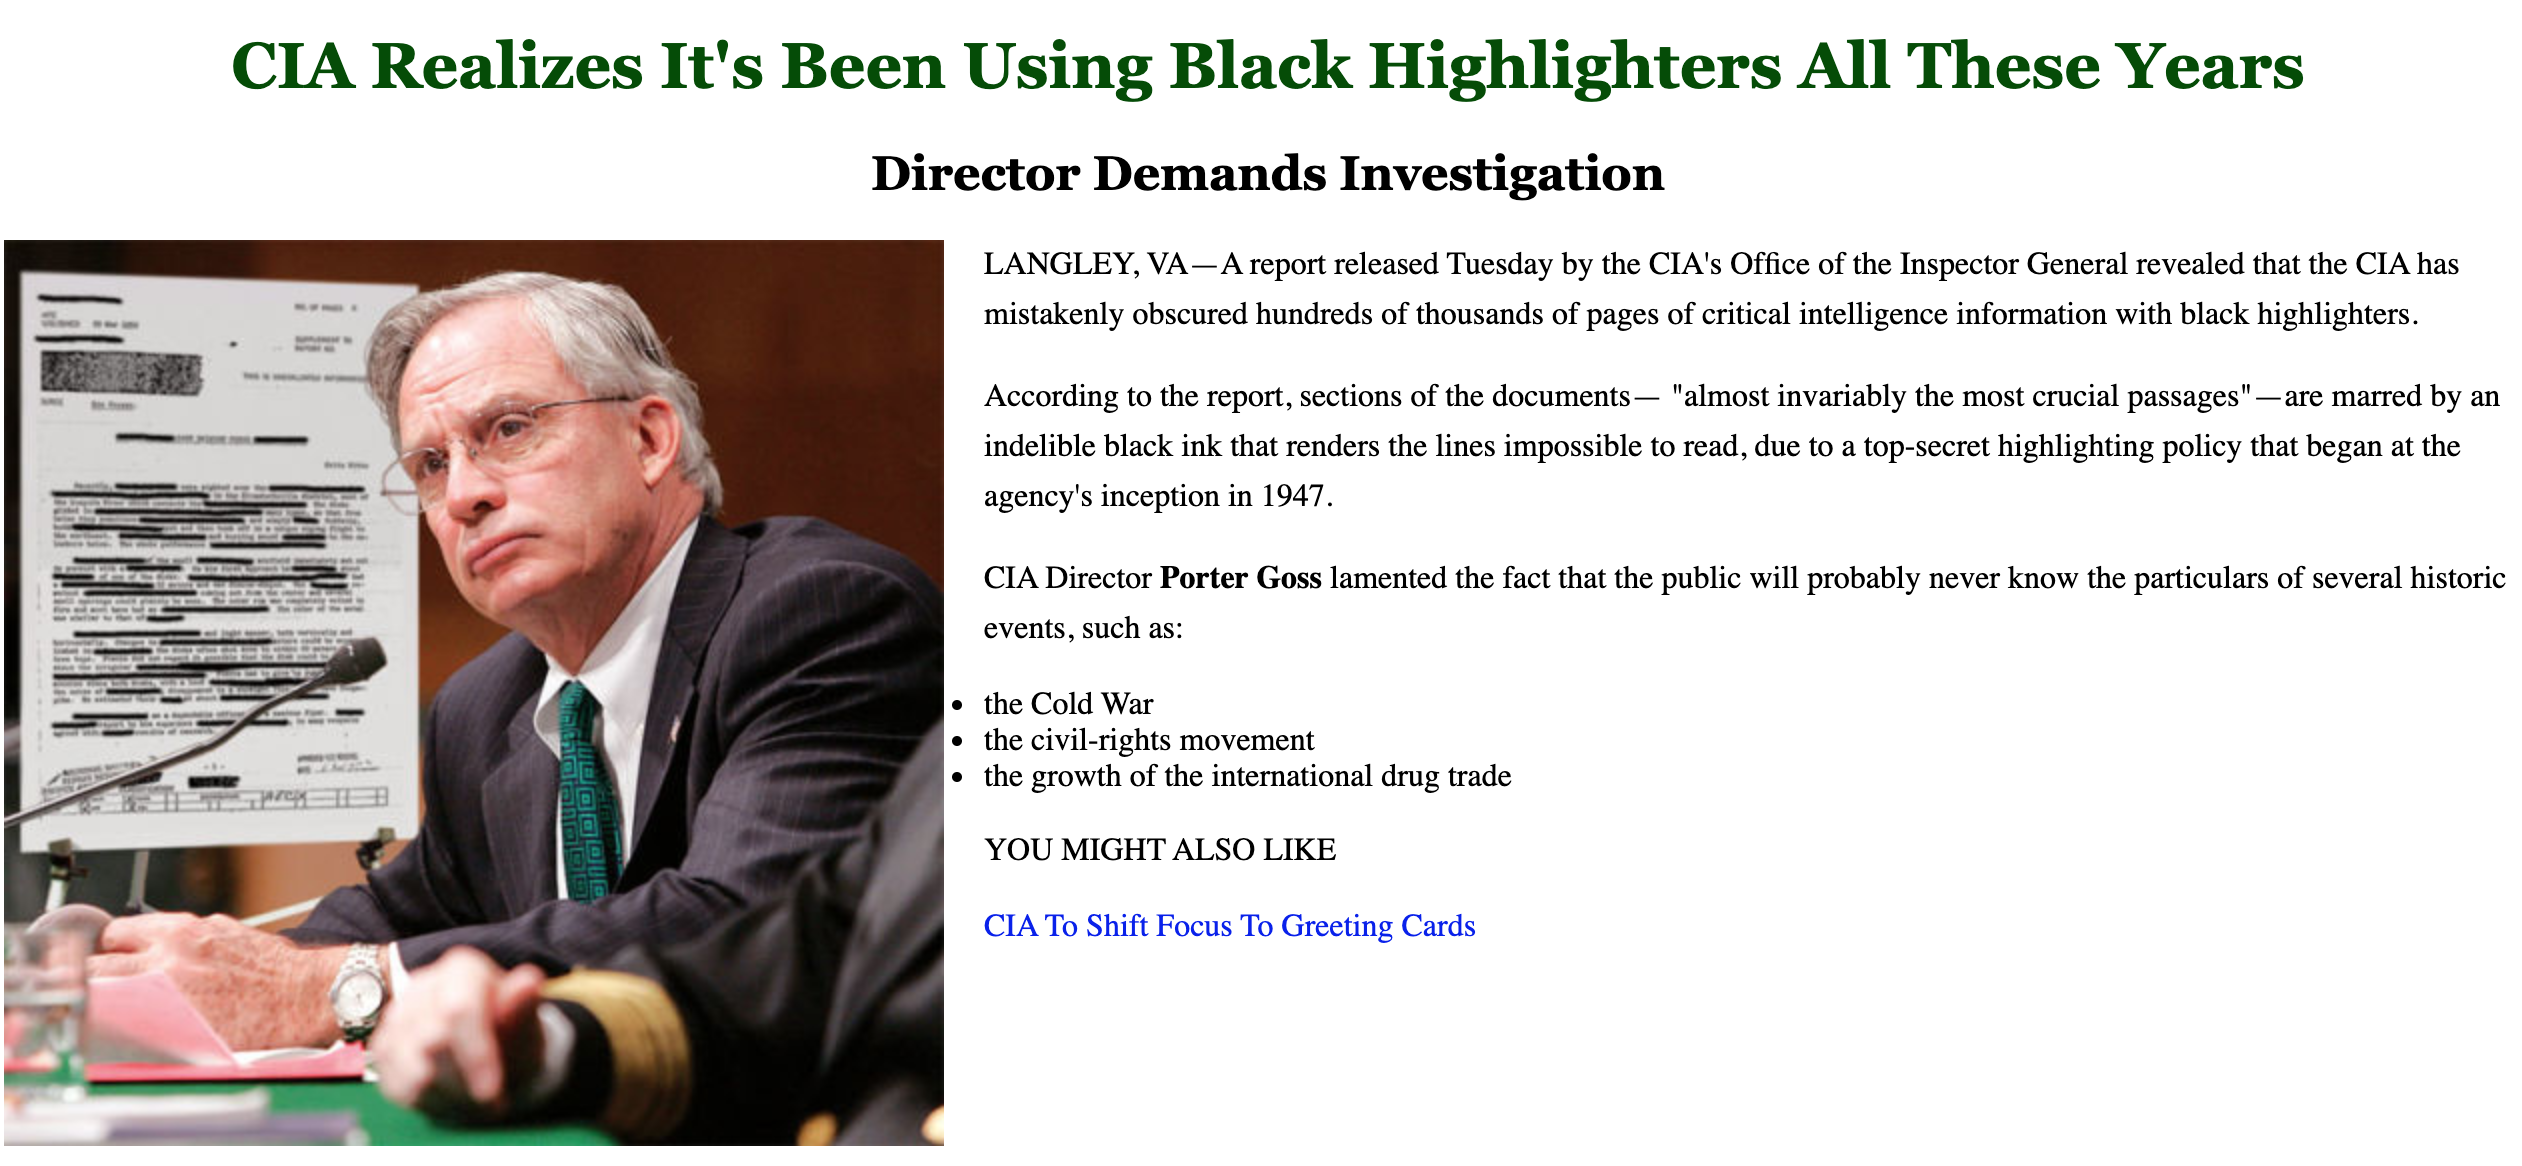 CIA Realizes It's Been Using Black Highlighters All These Years
Director Demands Investigation
LANGLEY, VA—A report released Tuesday by the CIA's Office of the Inspector General revealed that the CIA has
mistakenly obscured hundreds of thousands of pages of critical intelligence information with black highlighters.
According to the report, sections of the documents— "almost invariably the most crucial passages"—are marred by an
indelible black ink that renders the lines impossible to read, due to a top-secret highlighting policy that began at the
agency's inception in 1947.
CIA Director Porter Goss lamented the fact that the public will probably never know the particulars of several historic
events, such as:
• the Cold War
• the civil-rights movement
• the growth of the international drug trade
YOU MIGHT ALSO LIKE
CIA To Shift Focus To Greeting Cards